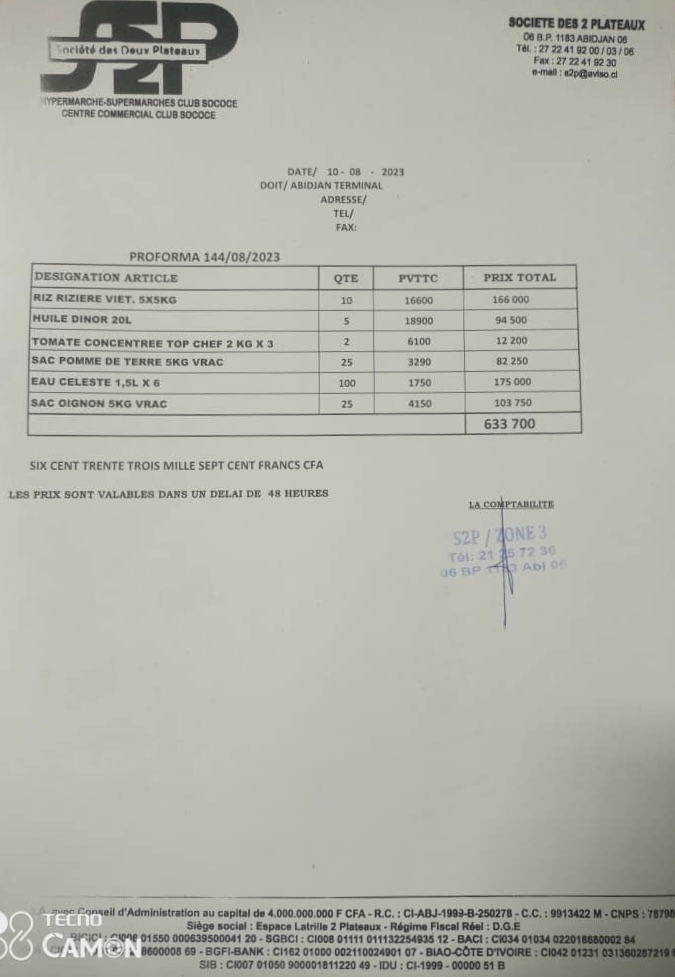 S2P
Société des Deux Plateaux
HYPERMARCHE-SUPERMARCHES CLUB SOCOCE
CENTRE COMMERCIAL CLUB SOCOCE
SOCIETE DES 2 PLATEAUX
06 B.P. 1183 ABIDJAN 06
Tél. : 27 22 41 92 00 / 03 / 06
Fax : 27 22 41 92 30
e-mail : s2p@aviso.ci
DATE/ 10 - 08 - 2023
DOIT/ ABIDJAN TERMINAL
ADRESSE/
TEL/
FAX:
PROFORMA 144/08/2023
DESIGNATION ARTICLE QTE PVTTC PRIX TOTAL
RIZ RIZIERE VIET. 5X5KG 10 16600 166 000
HUILE DINOR 20L 5 18900 94 500
TOMATE CONCENTREE TOP CHEF 2 KG X 3 2 6100 12 200
SAC POMME DE TERRE 5KG VRAC 25 3290 82 250
EAU CELESTE 1,5L X 6 100 1750 175 000
SAC OIGNON 5KG VRAC 25 4150 103 750
633 700
SIX CENT TRENTE TROIS MILLE SEPT CENT FRANCS CFA
LES PRIX SONT VALABLES DANS UN DELAI DE 48 HEURES
LA COMPTABILITE
S2P / ZONE 3
Tél: 21 25 72 36
06 BP 1183 Abj 06
avec Conseil d'Administration au capital de 4.000.000.000 F CFA - R.C. : CI-ABJ-1999-B-250278 - C.C. : 9913422 M - CNPS : 78798
Siège social : Espace Latrille 2 Plateaux - Régime Fiscal Réel : D.G.E
BICICI : CI006 01550 000639500041 20 - SGBCI : CI008 01111 011132254935 12 - BACI : CI034 01034 022018680002 84
8600008 69 - BGFI-BANK : CI162 01000 002110024901 07 - BIAO-CÔTE D'IVOIRE : CI042 01231 031360287219
SIB : CI007 01050 900001811220 49 - IDU : CI-1999 - 00000 51 B
TECNO
CAMON